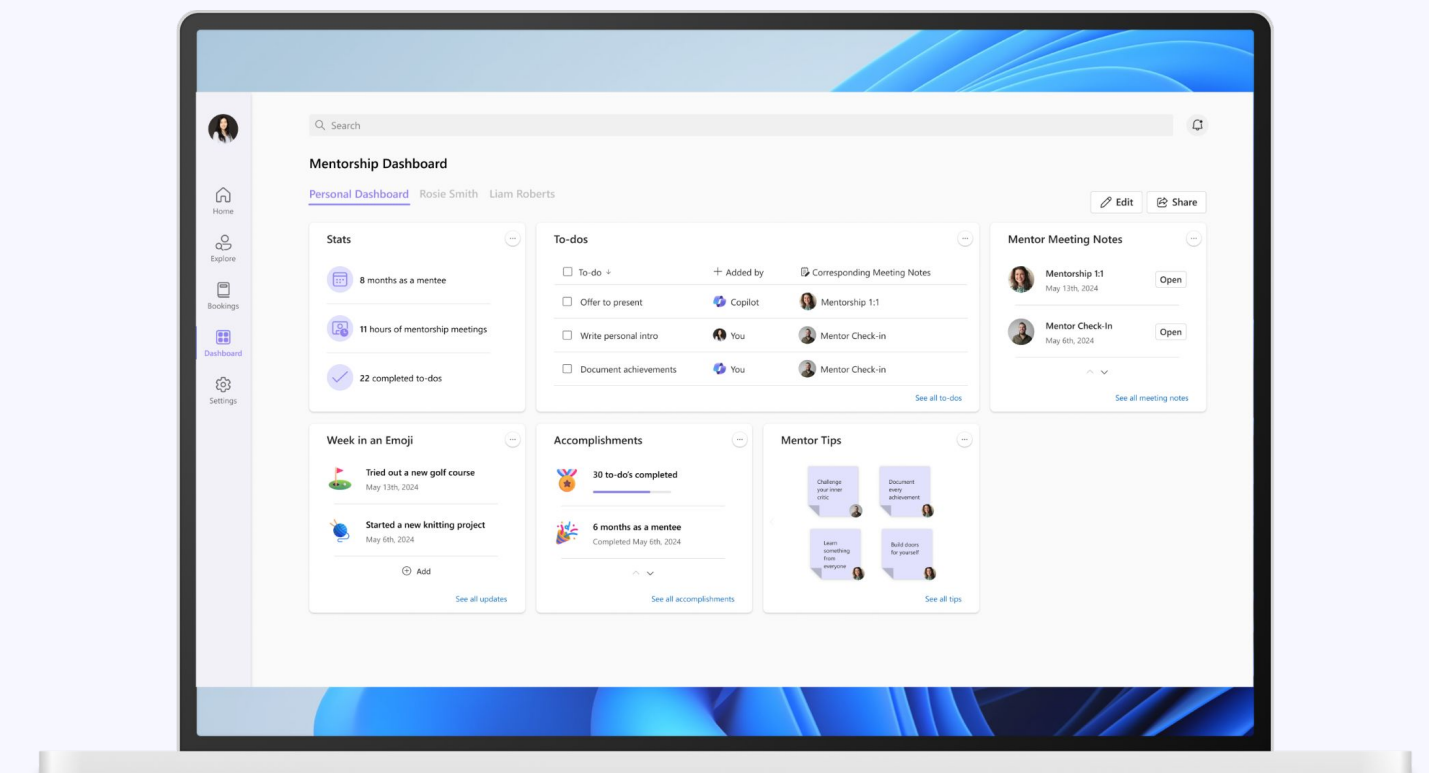 Search
Mentorship Dashboard
Personal Dashboard Rosie Smith Liam Roberts
Edit Share
Home
Explore
Bookings
Dashboard
Settings
Stats
8 months as a mentee
11 hours of mentorship meetings
22 completed to-dos
To-dos
To-do Added by Corresponding Meeting Notes
Offer to present Copilot Mentorship 1:1
Write personal intro You Mentor Check-in
Document achievements You Mentor Check-in
See all to-dos
Mentor Meeting Notes
Mentorship 1:1
May 13th, 2024
Open
Mentor Check-In
May 6th, 2024
Open
See all meeting notes
Week in an Emoji
Tried out a new golf course
May 13th, 2024
Started a new knitting project
May 6th, 2024
Add
See all updates
Accomplishments
30 to-do's completed
6 months as a mentee
Completed May 6th, 2024
See all accomplishments
Mentor Tips
Challenge
your inner
critic
Document
every
achievement
Learn
something
from
everyone
Build doors
for yourself
See all tips